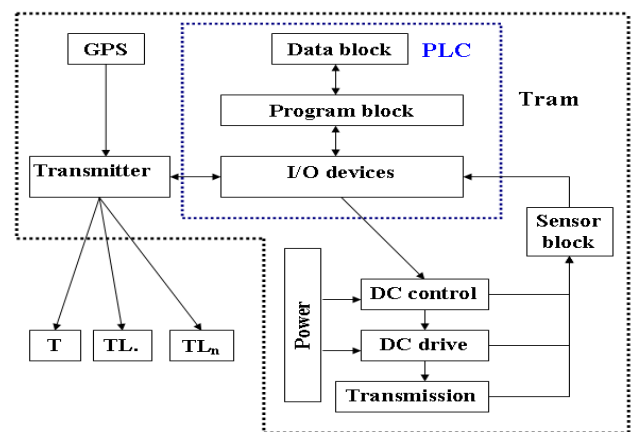 GPS
Data block
PLC
Program block
Tram
Transmitter
I/O devices
Sensor
block
Power
DC control
DC drive
Transmission
T
TL.
TLn